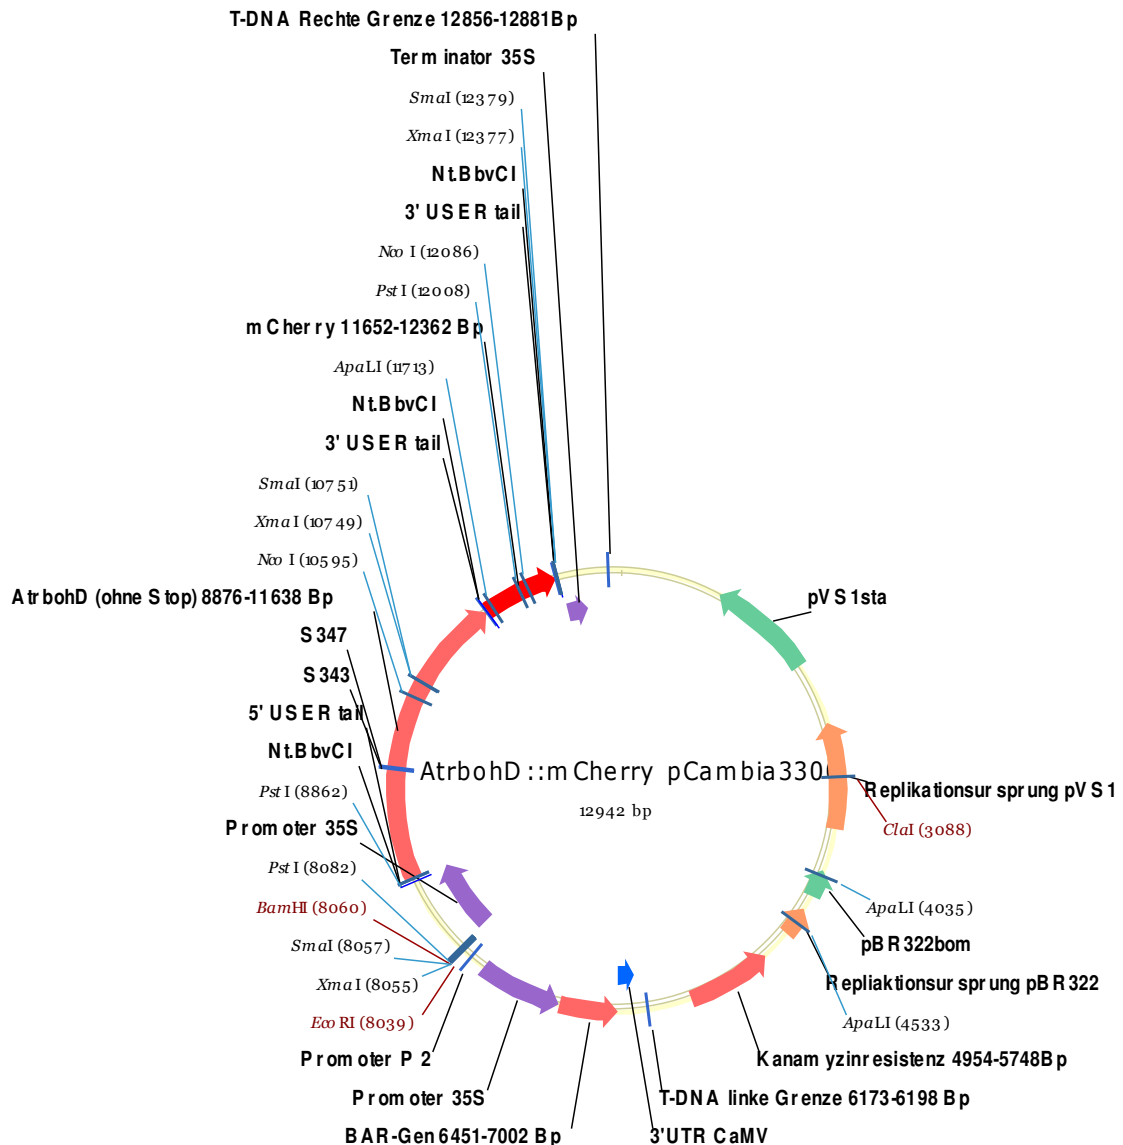 T-DNA Rechte Grenze 12856-12881Bp
Terminator 35S
SmaI (12379)
XmaI (12377)
Nt.BbvCI
3' USER tail
NcoI (12086)
PstI (12008)
mCherry 11652-12362 Bp
ApaLI (11713)
Nt.BbvCI
3' USER tail
SmaI (10751)
XmaI (10749)
NcoI (10595)
AtrbohD (ohne Stop) 8876-11638 Bp
pVS1sta
S347
S343
5' USER tail
Nt.BbvCI
AtrbohD::mCherry pCambia330
12942 bp
PstI (8862)
Replikationsursprung pVS1
Promoter 35S
ClaI (3088)
PstI (8082)
BamHI (8060)
ApaLI (4035)
SmaI (8057)
pBR322bom
XmaI (8055)
Repliaktionsursprung pBR322
EcoRI (8039)
ApaLI (4533)
Promoter P 2
Kanamyzinresistenz 4954-5748Bp
Promoter 35S
T-DNA linke Grenze 6173-6198 Bp
BAR-Gen 6451-7002 Bp
3'UTR CaMV